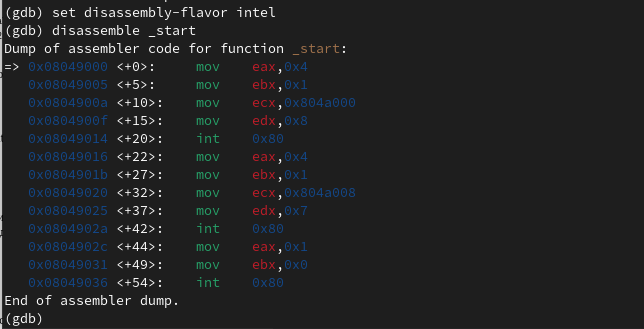 (gdb) set disassembly-flavor intel
(gdb) disassemble _start
Dump of assembler code for function _start:
=> 0x08049000 <+0>:     mov    eax,0x4
   0x08049005 <+5>:     mov    ebx,0x1
   0x0804900a <+10>:    mov    ecx,0x804a000
   0x0804900f <+15>:    mov    edx,0x8
   0x08049014 <+20>:    int    0x80
   0x08049016 <+22>:    mov    eax,0x4
   0x0804901b <+27>:    mov    ebx,0x1
   0x08049020 <+32>:    mov    ecx,0x804a008
   0x08049025 <+37>:    mov    edx,0x7
   0x0804902a <+42>:    int    0x80
   0x0804902c <+44>:    mov    eax,0x1
   0x08049031 <+49>:    mov    ebx,0x0
   0x08049036 <+54>:    int    0x80
End of assembler dump.
(gdb)